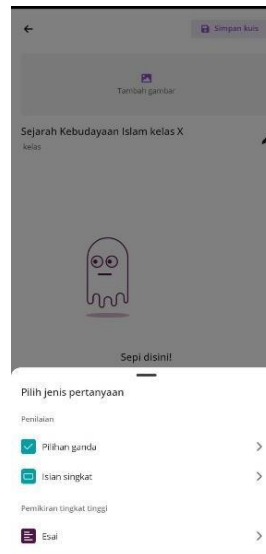 Simpan kuis
Tambah gambar
Sejarah Kebudayaan Islam kelas X
kelas
Sepi disini!
Pilih jenis pertanyaan
Penilaian
Pilihan ganda
Isian singkat
Pemikiran tingkat tinggi
Esai